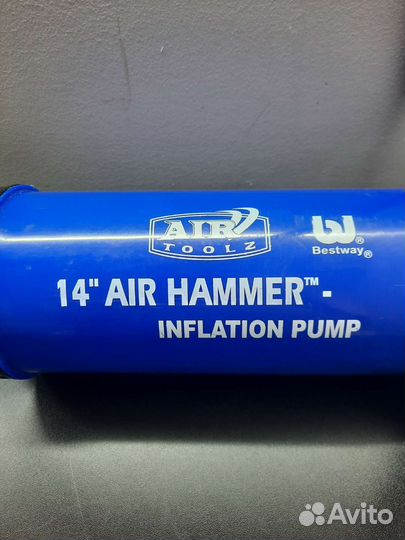 AIR
TOOLZ
Bestway®
14" AIR HAMMER™ -
INFLATION PUMP
Avito